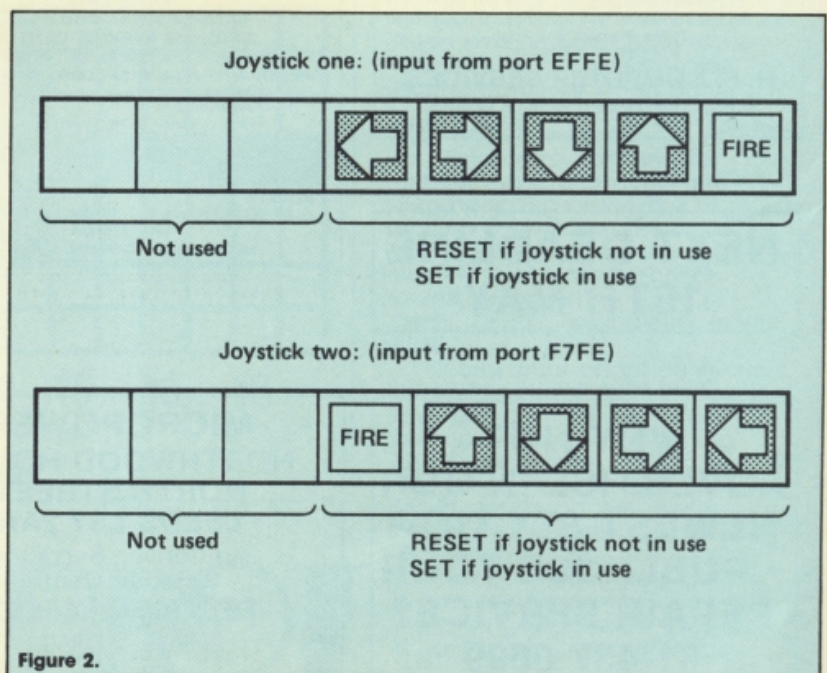 Joystick one: (input from port EFFE)
FIRE
Not used
RESET if joystick not in use
SET if joystick in use
Joystick two: (input from port F7FE)
FIRE
Not used
RESET if joystick not in use
SET if joystick in use
Figure 2.